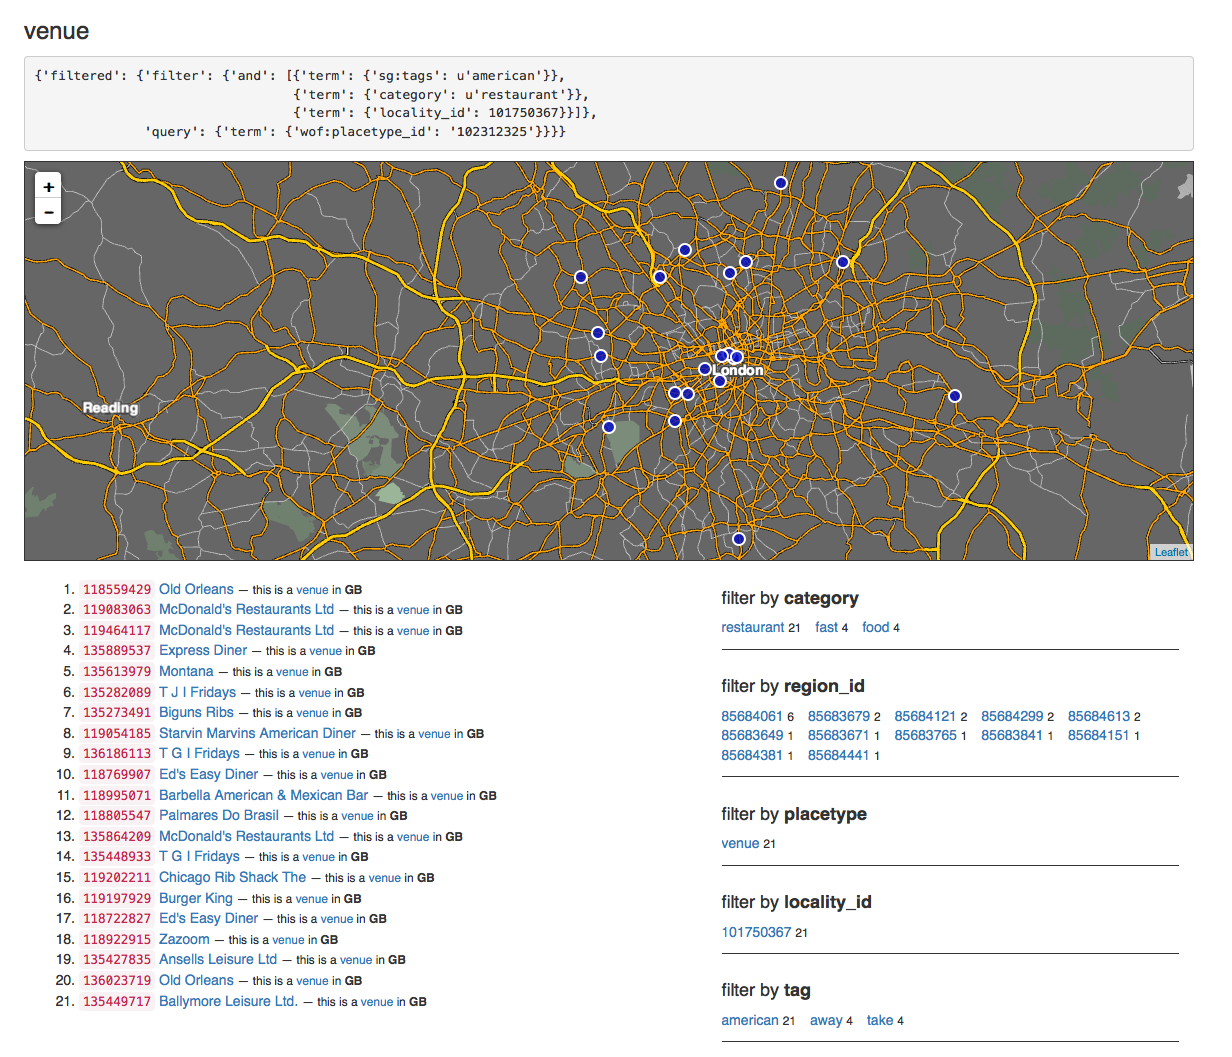 venue
{'filtered': {'filter': {'and': [{'term': {'sg:tags': u'american'}},
{'term': {'category': u'restaurant'}},
{'term': {'locality_id': 101750367}}]},
'query': {'term': {'wof:placetype_id': '102312325'}}}}
+
−
London
Reading
Leaflet
1. 118559429 Old Orleans — this is a venue in GB
2. 119083063 McDonald's Restaurants Ltd — this is a venue in GB
3. 119464117 McDonald's Restaurants Ltd — this is a venue in GB
4. 135889537 Express Diner — this is a venue in GB
5. 135613979 Montana — this is a venue in GB
6. 135282089 T J I Fridays — this is a venue in GB
7. 135273491 Biguns Ribs — this is a venue in GB
8. 119054185 Starvin Marvins American Diner — this is a venue in GB
9. 136186113 T G I Fridays — this is a venue in GB
10. 118769907 Ed's Easy Diner — this is a venue in GB
11. 118995071 Barbella American & Mexican Bar — this is a venue in GB
12. 118805547 Palmares Do Brasil — this is a venue in GB
13. 135864209 McDonald's Restaurants Ltd — this is a venue in GB
14. 135448933 T G I Fridays — this is a venue in GB
15. 119202211 Chicago Rib Shack The — this is a venue in GB
16. 119197929 Burger King — this is a venue in GB
17. 118722827 Ed's Easy Diner — this is a venue in GB
18. 118922915 Zazoom — this is a venue in GB
19. 135427835 Ansells Leisure Ltd — this is a venue in GB
20. 136023719 Old Orleans — this is a venue in GB
21. 135449717 Ballymore Leisure Ltd. — this is a venue in GB
filter by category
restaurant 21 fast 4 food 4
filter by region_id
85684061 6 85683679 2 85684121 2 85684299 2 85684613 2
85683649 1 85683671 1 85683765 1 85683841 1 85684151 1
85684381 1 85684441 1
filter by placetype
venue 21
filter by locality_id
101750367 21
filter by tag
american 21 away 4 take 4